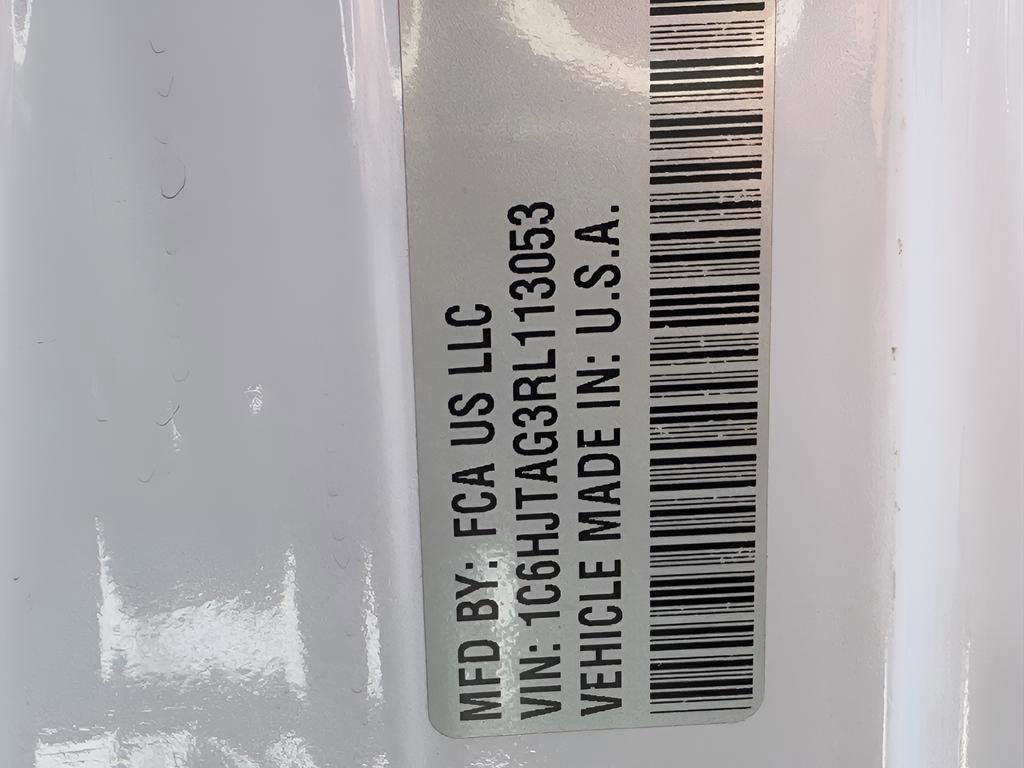 MFD BY: FCA US LLC
VIN: 1C6HJTAG3RL113053
VEHICLE MADE IN: U.S.A.